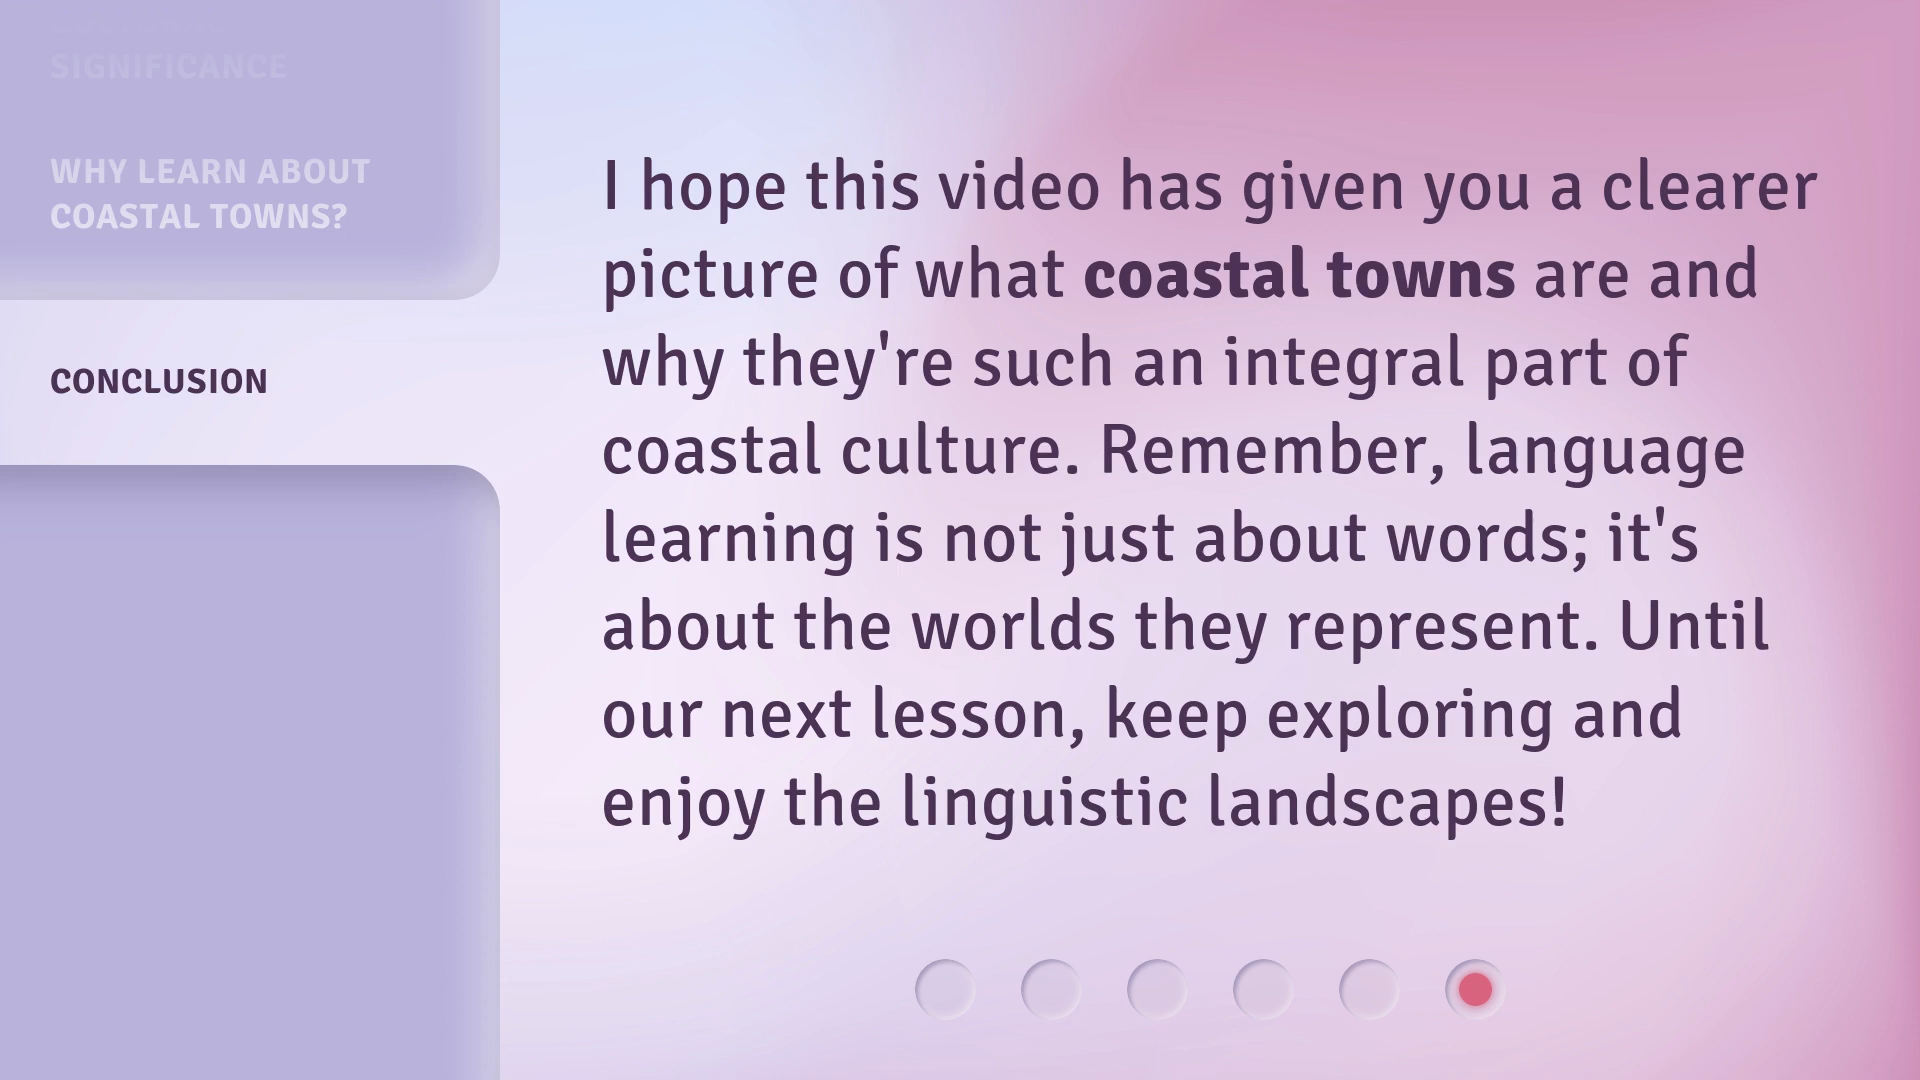 SIGNIFICANCE
WHY LEARN ABOUT
COASTAL TOWNS?
CONCLUSION
I hope this video has given you a clearer
picture of what coastal towns are and
why they're such an integral part of
coastal culture. Remember, language
learning is not just about words; it's
about the worlds they represent. Until
our next lesson, keep exploring and
enjoy the linguistic landscapes!